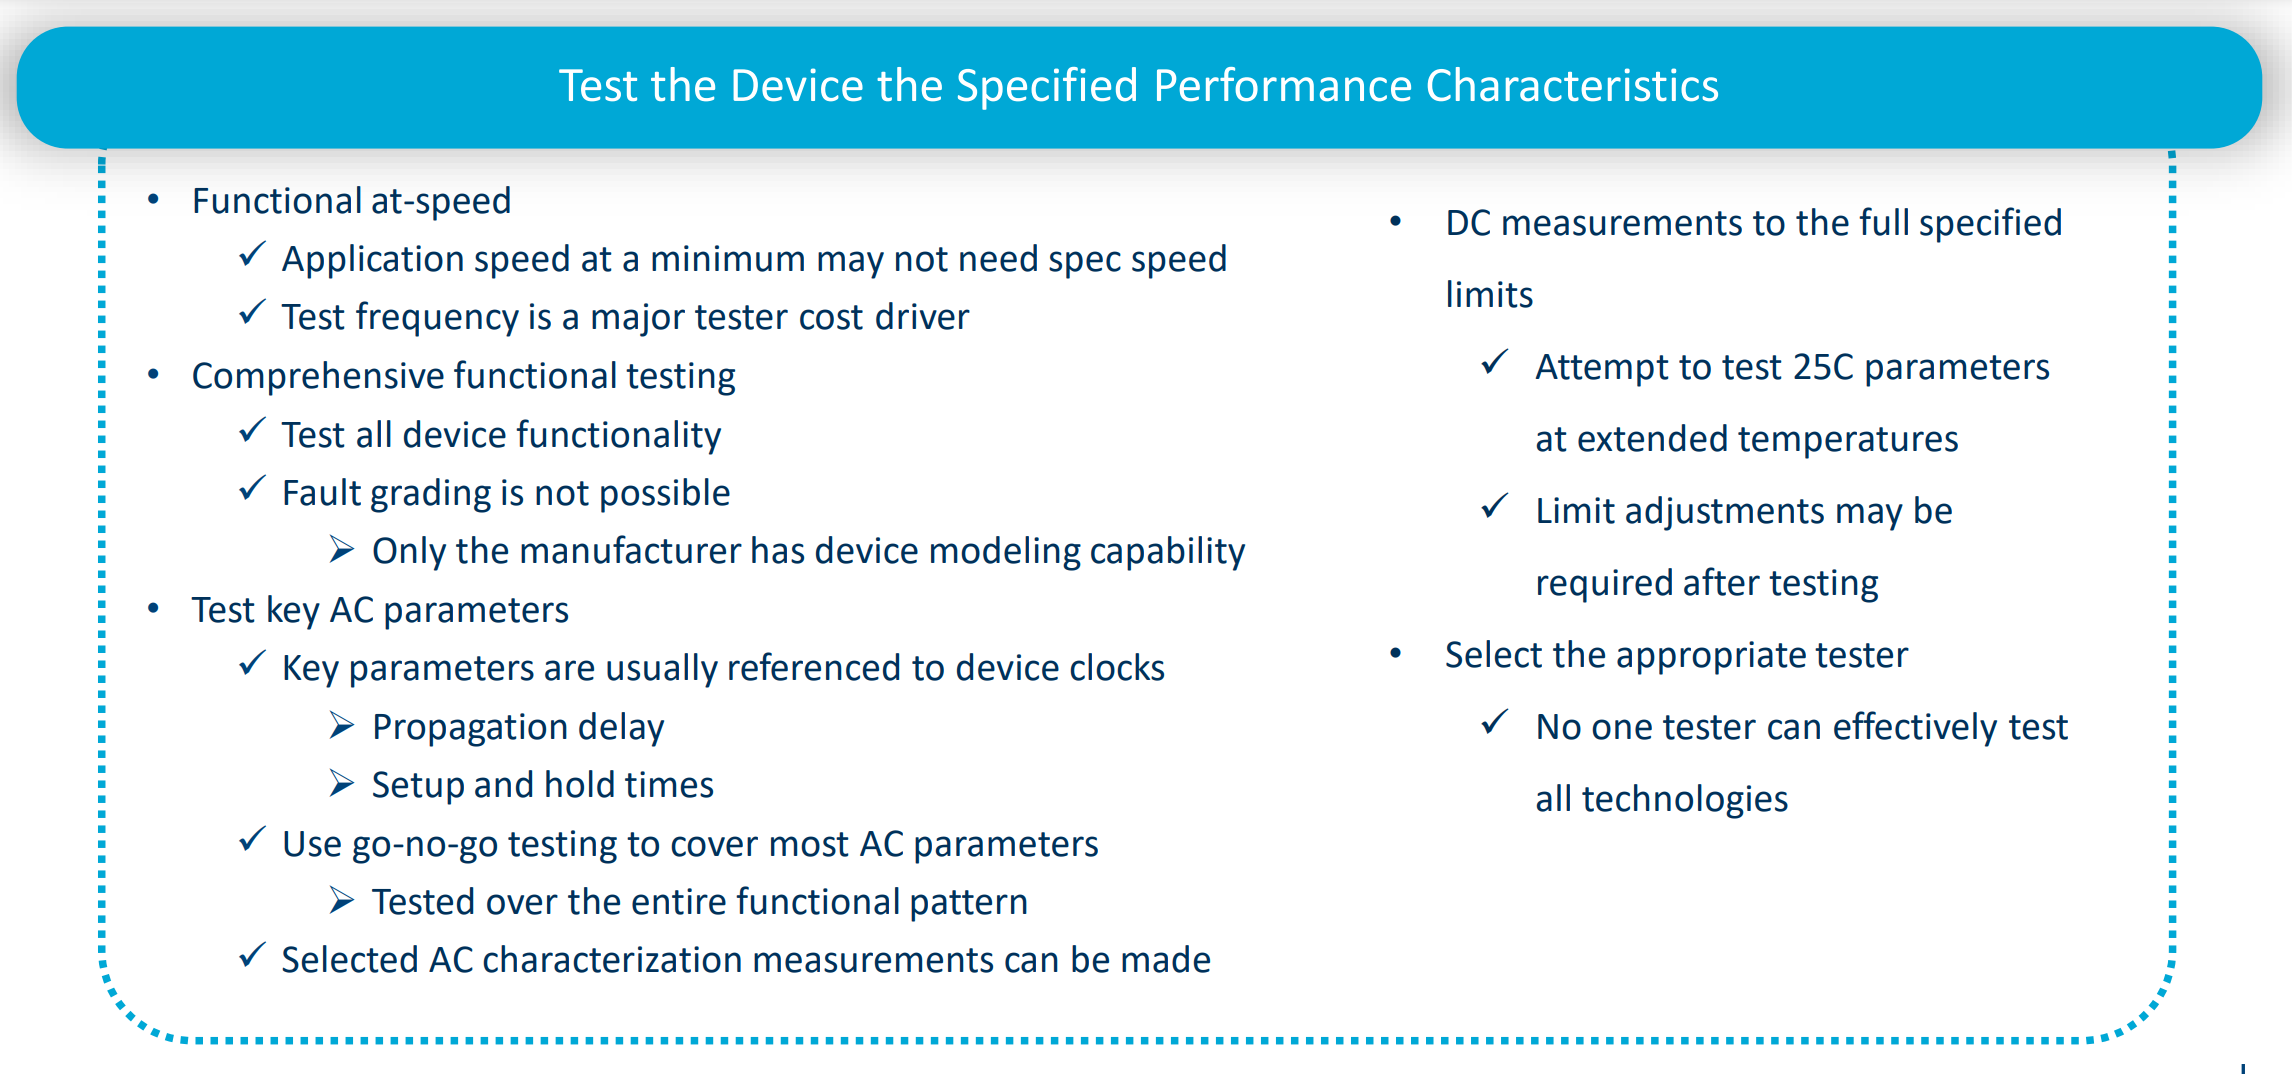 Test the Device the Specified Performance Characteristics
• Functional at-speed
✓ Application speed at a minimum may not need spec speed
✓ Test frequency is a major tester cost driver
• Comprehensive functional testing
✓ Test all device functionality
✓ Fault grading is not possible
➢ Only the manufacturer has device modeling capability
• Test key AC parameters
✓ Key parameters are usually referenced to device clocks
➢ Propagation delay
➢ Setup and hold times
✓ Use go-no-go testing to cover most AC parameters
➢ Tested over the entire functional pattern
✓ Selected AC characterization measurements can be made
• DC measurements to the full specified
limits
✓ Attempt to test 25C parameters
at extended temperatures
✓ Limit adjustments may be
required after testing
• Select the appropriate tester
✓ No one tester can effectively test
all technologies